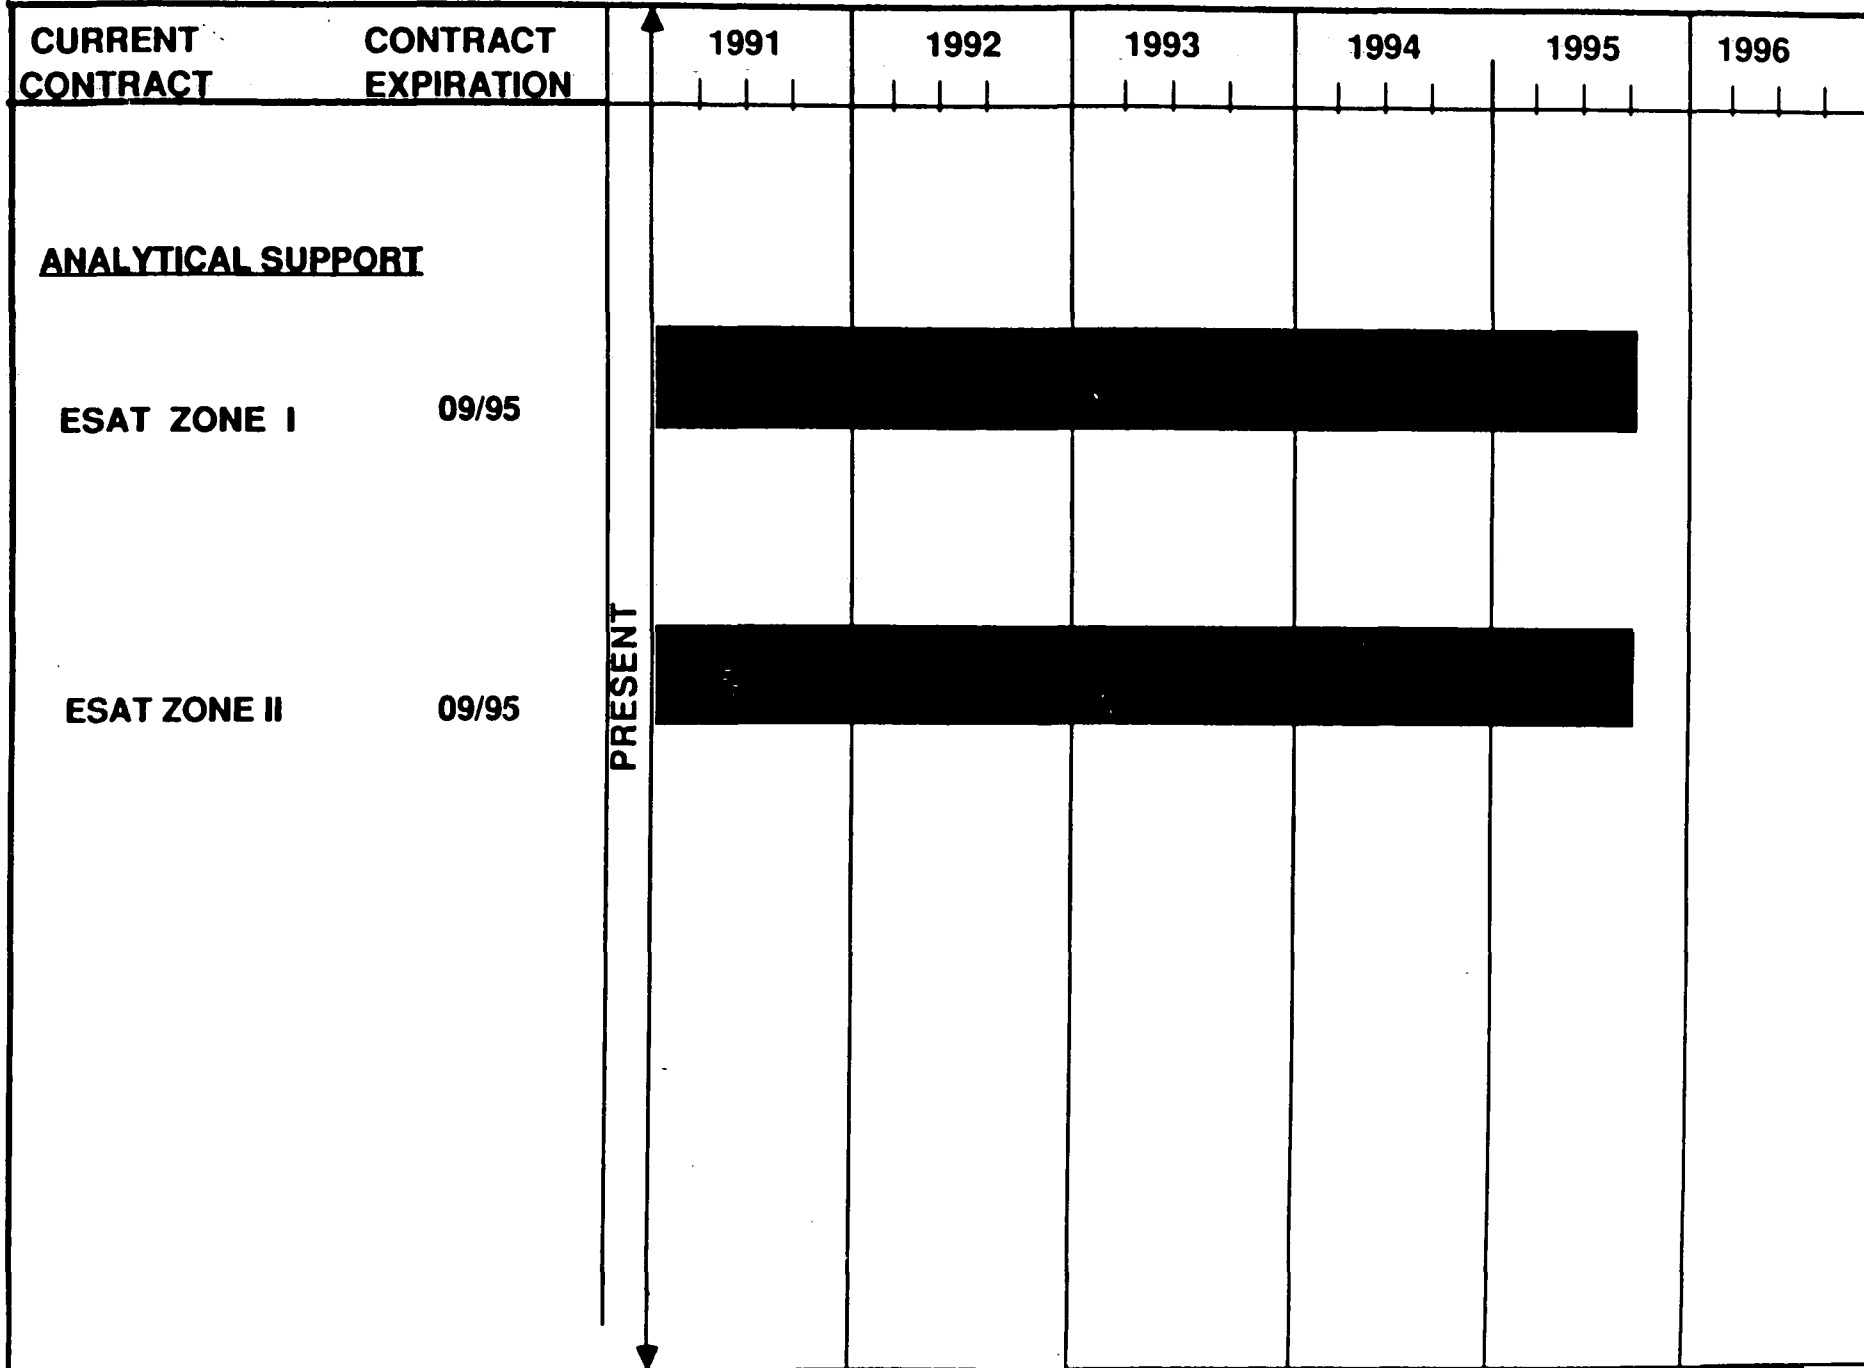 CURRENT CONTRACT
CONTRACT EXPIRATION
1991 1992 1993 1994 1995 1996
ANALYTICAL SUPPORT
ESAT ZONE I 09/95
PRESENT
ESAT ZONE II 09/95